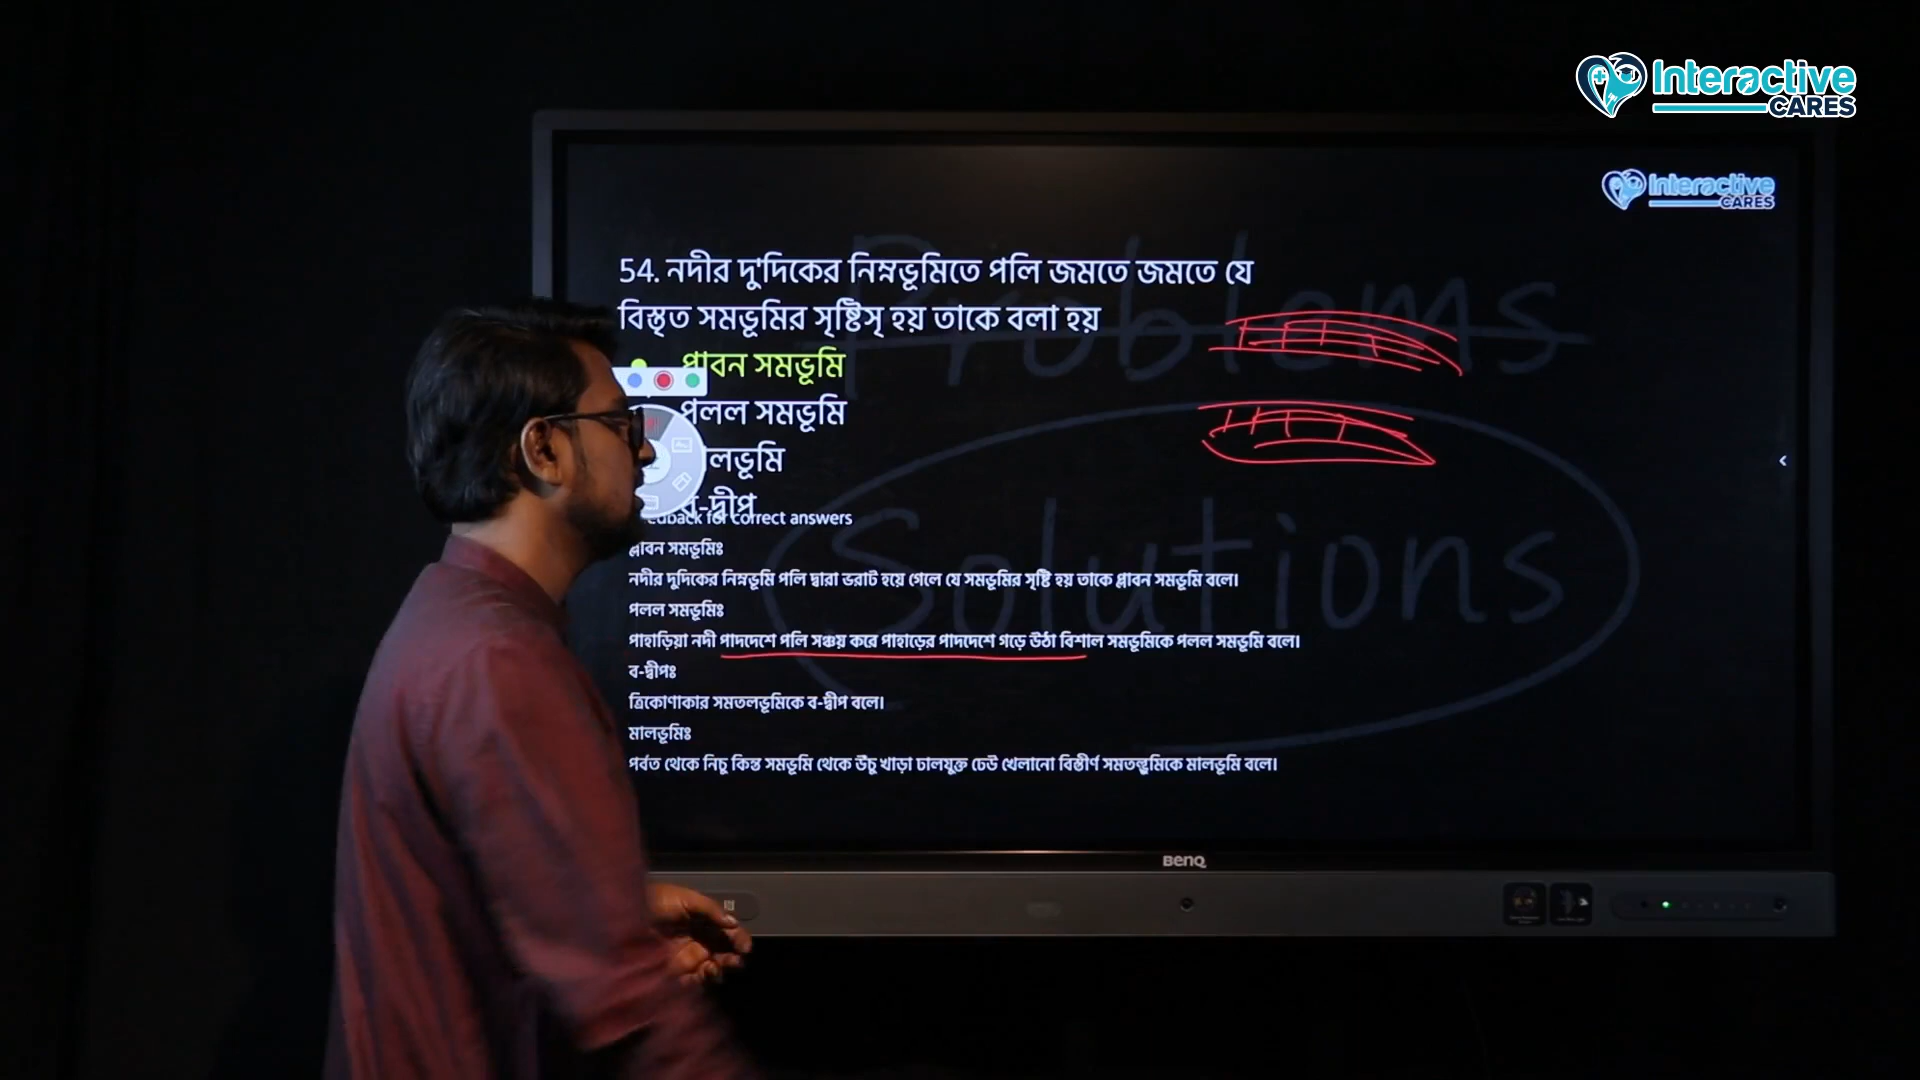 Interactive
CARES
Interactive
CARES
Problems
54. নদীর দু'দিকের নিম্নভূমিতে পলি জমতে জমতে যে
বিস্তৃত সমভূমির সৃষ্টিসৃ হয় তাকে বলা হয়
প্লাবন সমভূমি
পলল সমভূমি
লভূমি
ব-দ্বীপ
edback for correct answers
Solutions
প্লাবন সমভূমিঃ
নদীর দুদিকের নিম্নভূমি পলি দ্বারা ভরাট হয়ে গেলে যে সমভূমির সৃষ্টি হয় তাকে প্লাবন সমভূমি বলে।
পলল সমভূমিঃ
পাহাড়িয়া নদী পাদদেশে পলি সঞ্চয় করে পাহাড়ের পাদদেশে গড়ে উঠা বিশাল সমভূমিকে পলল সমভূমি বলে।
ব-দ্বীপঃ
ত্রিকোণাকার সমতলভূমিকে ব-দ্বীপ বলে।
মালভূমিঃ
পর্বত থেকে নিচু কিন্ত সমভূমি থেকে উঁচু খাড়া ঢালযুক্ত ঢেউ খেলানো বিস্তীর্ণ সমতলভূমিকে মালভূমি বলে।
BenQ